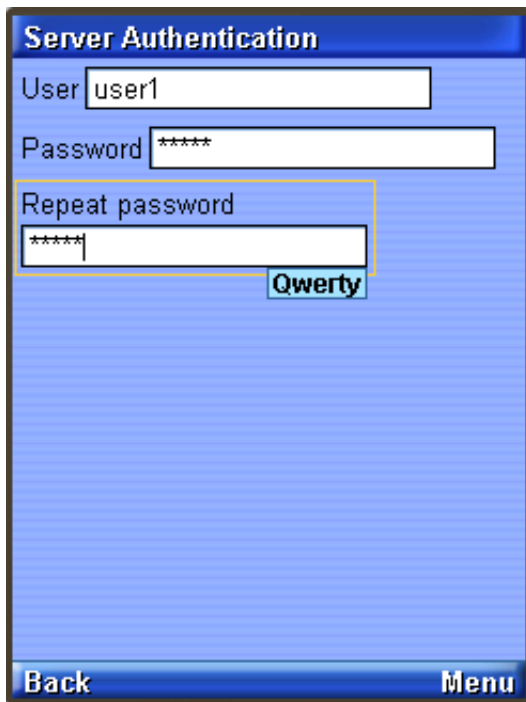 Server Authentication
User user1
Password *****
Repeat password
*****
Qwerty
Back Menu